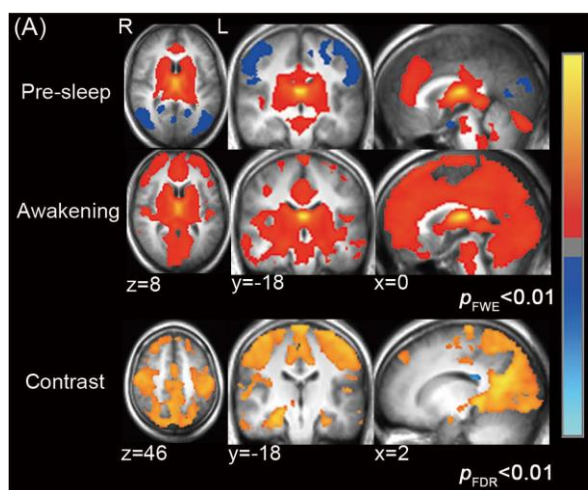 (A) R L
Pre-sleep
Awakening
z=8 y=-18 x=0
pFWE<0.01
Contrast
z=46 y=-18 x=2
pFDR<0.01